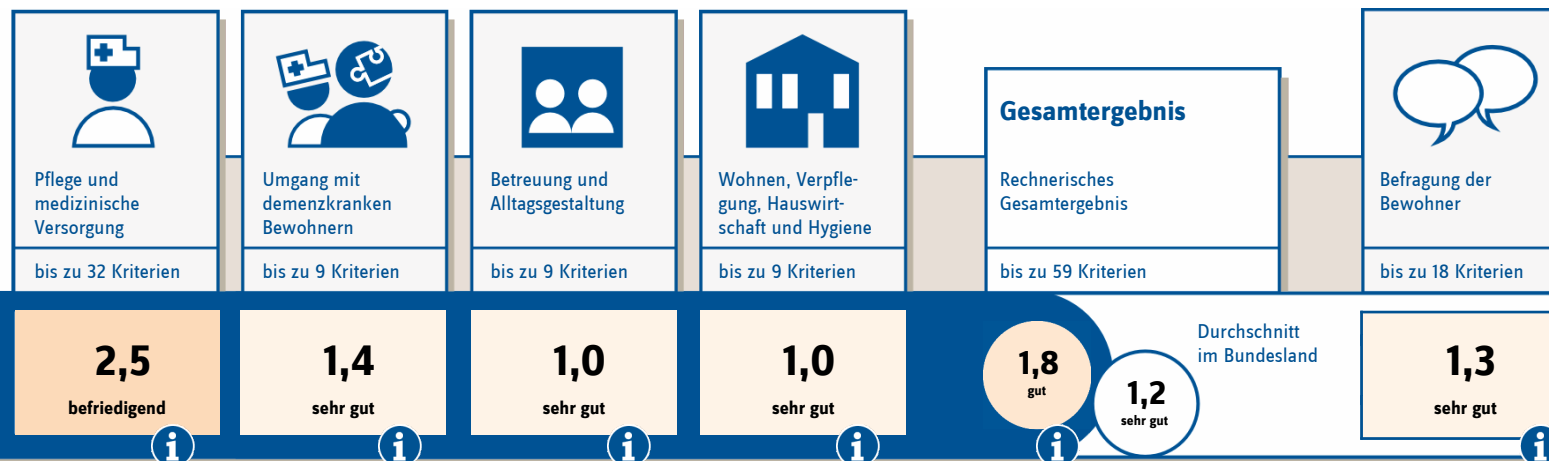 Pflege und
medizinische
Versorgung
bis zu 32 Kriterien
2,5
befriedigend
Umgang mit
demenzkranken
Bewohnern
bis zu 9 Kriterien
1,4
sehr gut
Betreuung und
Alltagsgestaltung
bis zu 9 Kriterien
1,0
sehr gut
Wohnen, Verpfle-
gung, Hauswirt-
schaft und Hygiene
bis zu 9 Kriterien
1,0
sehr gut
Gesamtergebnis
Rechnerisches
Gesamtergebnis
bis zu 59 Kriterien
1,8
gut
Durchschnitt
im Bundesland
1,2
sehr gut
Befragung der
Bewohner
bis zu 18 Kriterien
1,3
sehr gut
i
i
i
i
i
i